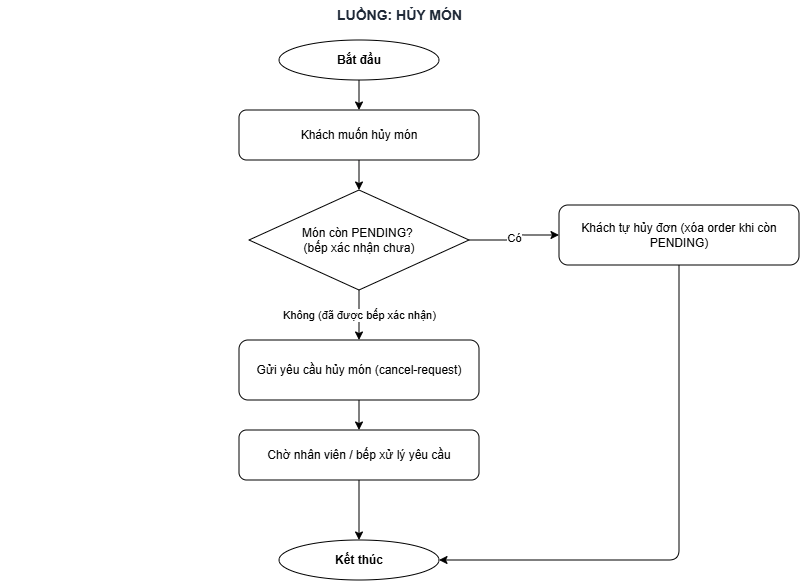 LUỒNG: HỦY MÓN
Bắt đầu
Khách muốn hủy món
Món còn PENDING?
(bếp xác nhận chưa)
Có
Khách tự hủy đơn (xóa order khi còn
PENDING)
Không (đã được bếp xác nhận)
Gửi yêu cầu hủy món (cancel-request)
Chờ nhân viên / bếp xử lý yêu cầu
Kết thúc